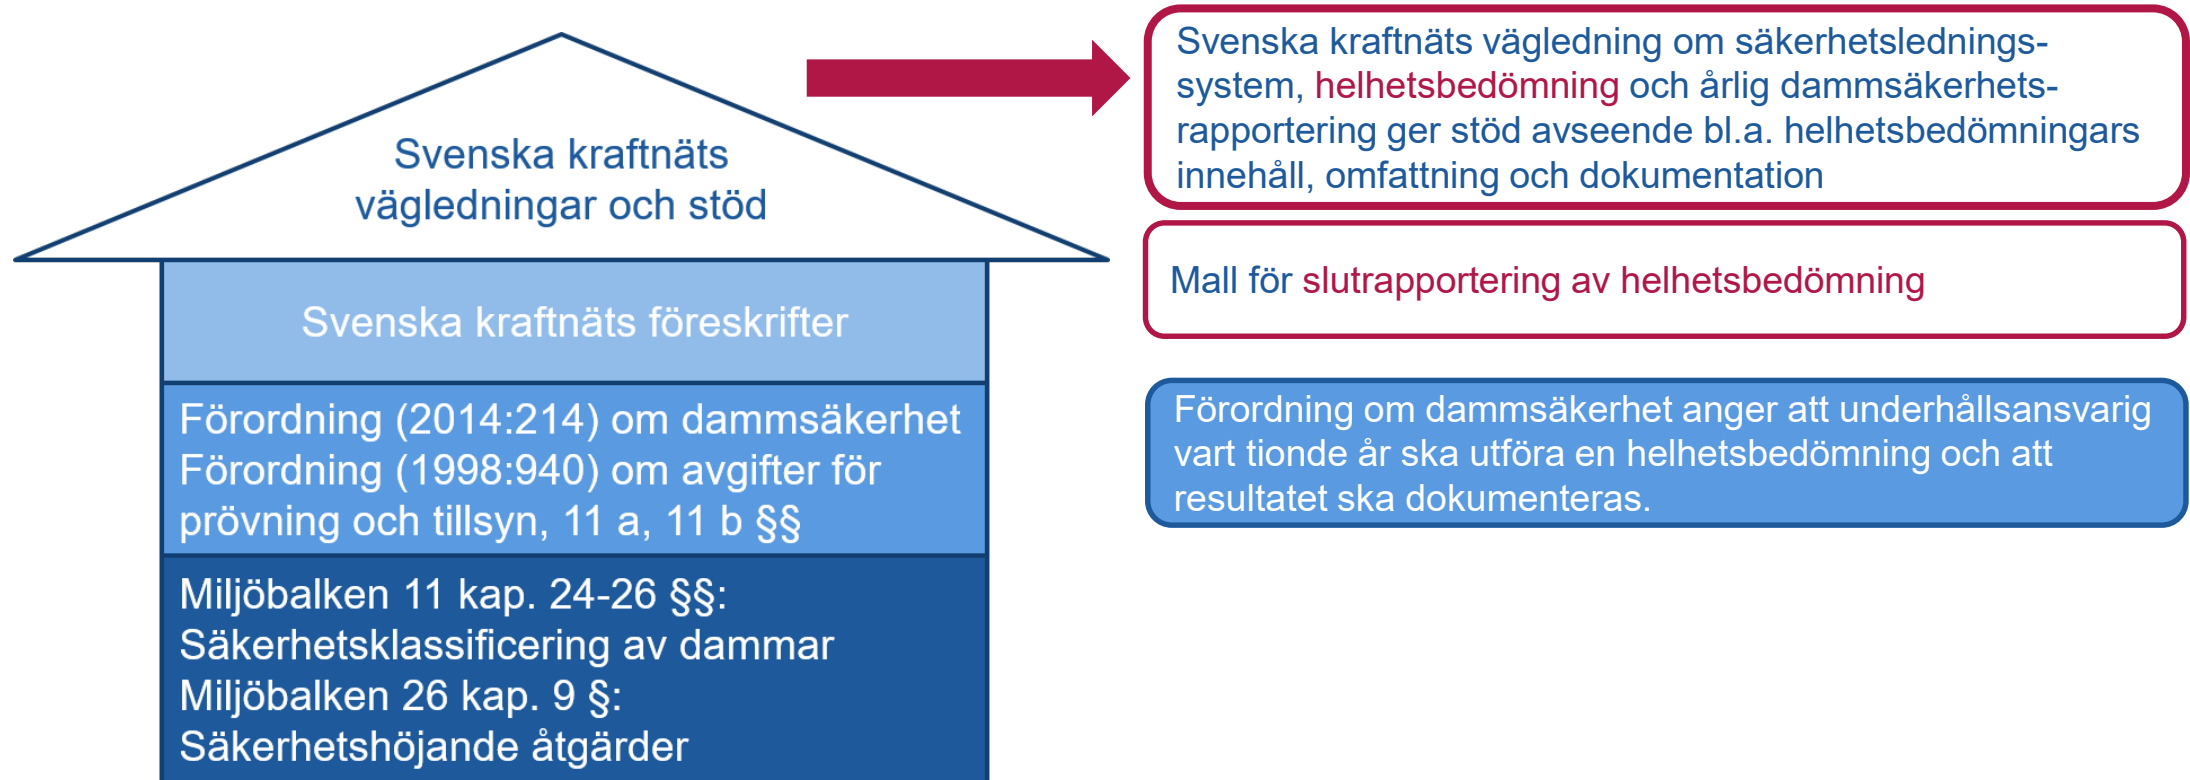 Svenska kraftnäts
vägledningar och stöd
Svenska kraftnäts föreskrifter
Förordning (2014:214) om dammsäkerhet
Förordning (1998:940) om avgifter för
prövning och tillsyn, 11 a, 11 b §§
Miljöbalken 11 kap. 24-26 §§:
Säkerhetsklassificering av dammar
Miljöbalken 26 kap. 9 §:
Säkerhetshöjande åtgärder
Svenska kraftnäts vägledning om säkerhetslednings-
system, helhetsbedömning och årlig dammsäkerhets-
rapportering ger stöd avseende bl.a. helhetsbedömningars
innehåll, omfattning och dokumentation
Mall för slutrapportering av helhetsbedömning
Förordning om dammsäkerhet anger att underhållsansvarig
vart tionde år ska utföra en helhetsbedömning och att
resultatet ska dokumenteras.